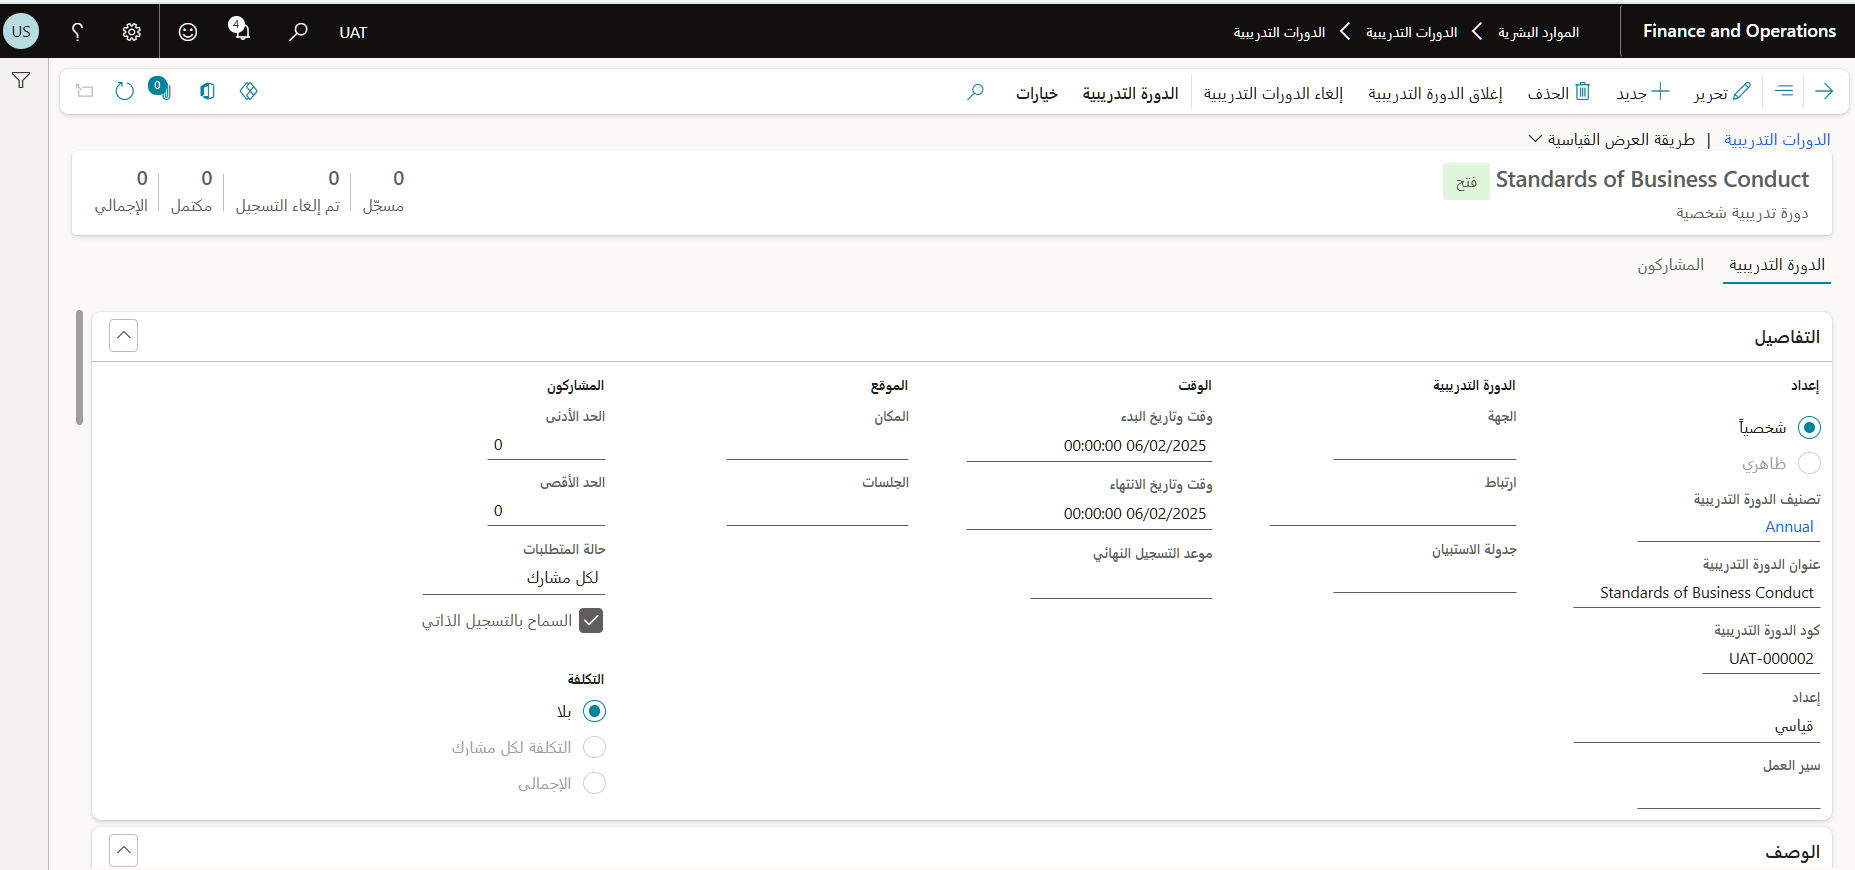 Finance and Operations
الموارد البشرية
الدورات التدريبية
الدورات التدريبية
UAT
4
؟
US
تحرير
جديد
الحذف
إغلاق الدورة التدريبية
إلغاء الدورات التدريبية
الدورة التدريبية
خيارات
0
الدورات التدريبية | طريقة العرض القياسية
Standards of Business Conduct
فتح
دورة تدريبية شخصية
0
مسجّل
0
تم إلغاء التسجيل
0
مكتمل
0
الإجمالي
الدورة التدريبية
المشاركون
التفاصيل
إعداد
شخصياً
ظاهري
تصنيف الدورة التدريبية
Annual
عنوان الدورة التدريبية
Standards of Business Conduct
كود الدورة التدريبية
UAT-000002
إعداد
قياسي
سير العمل
الدورة التدريبية
الجهة
ارتباط
جدولة الاستبيان
الوقت
وقت وتاريخ البدء
00:00:00 06/02/2025
وقت وتاريخ الانتهاء
00:00:00 06/02/2025
موعد التسجيل النهائي
الموقع
المكان
الجلسات
المشاركون
الحد الأدنى
0
الحد الأقصى
0
حالة المتطلبات
لكل مشارك
السماح بالتسجيل الذاتي
التكلفة
بلا
التكلفة لكل مشارك
الإجمالى
الوصف